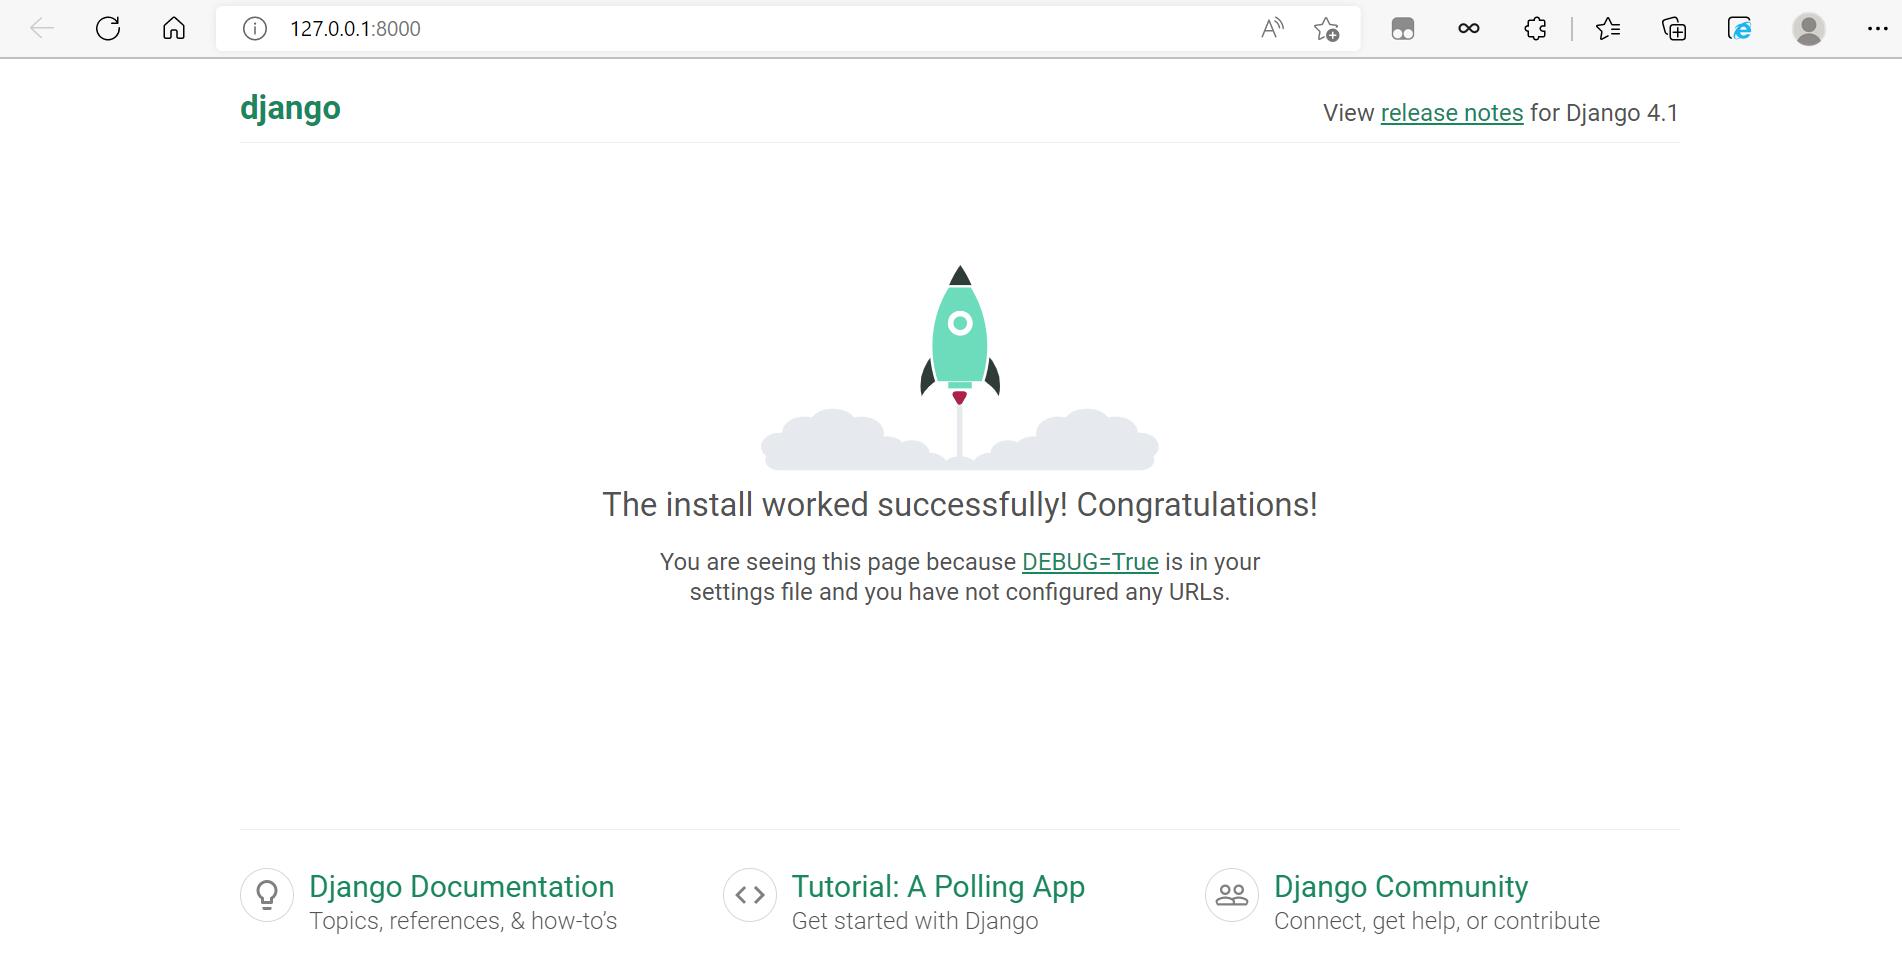 127.0.0.1:8000
django
View release notes for Django 4.1
The install worked successfully! Congratulations!
You are seeing this page because DEBUG=True is in your
settings file and you have not configured any URLs.
Django Documentation
Topics, references, & how-to’s
Tutorial: A Polling App
Get started with Django
Django Community
Connect, get help, or contribute